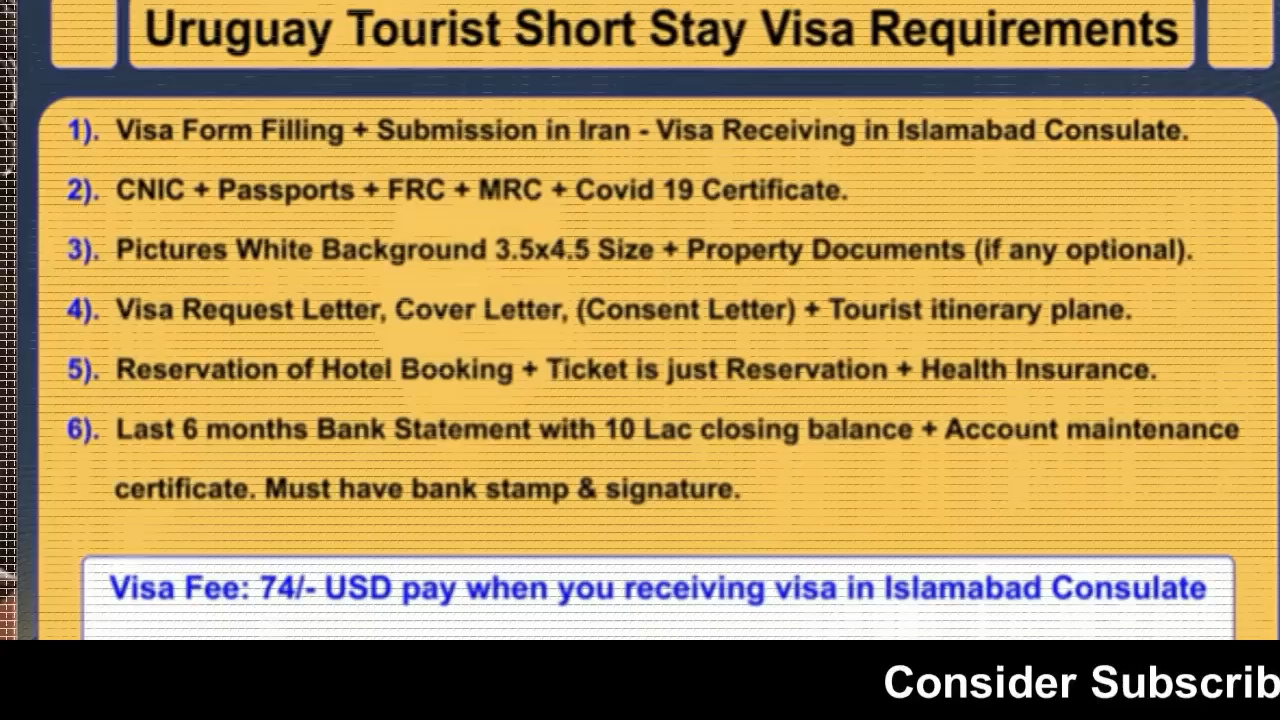 Uruguay Tourist Short Stay Visa Requirements
1). Visa Form Filling + Submission in Iran - Visa Receiving in Islamabad Consulate.
2). CNIC + Passports + FRC + MRC + Covid 19 Certificate.
3). Pictures White Background 3.5x4.5 Size + Property Documents (if any optional).
4). Visa Request Letter, Cover Letter, (Consent Letter) + Tourist itinerary plane.
5). Reservation of Hotel Booking + Ticket is just Reservation + Health Insurance.
6). Last 6 months Bank Statement with 10 Lac closing balance + Account maintenance
certificate. Must have bank stamp & signature.
Visa Fee: 74/- USD pay when you receiving visa in Islamabad Consulate
Consider Subscrib